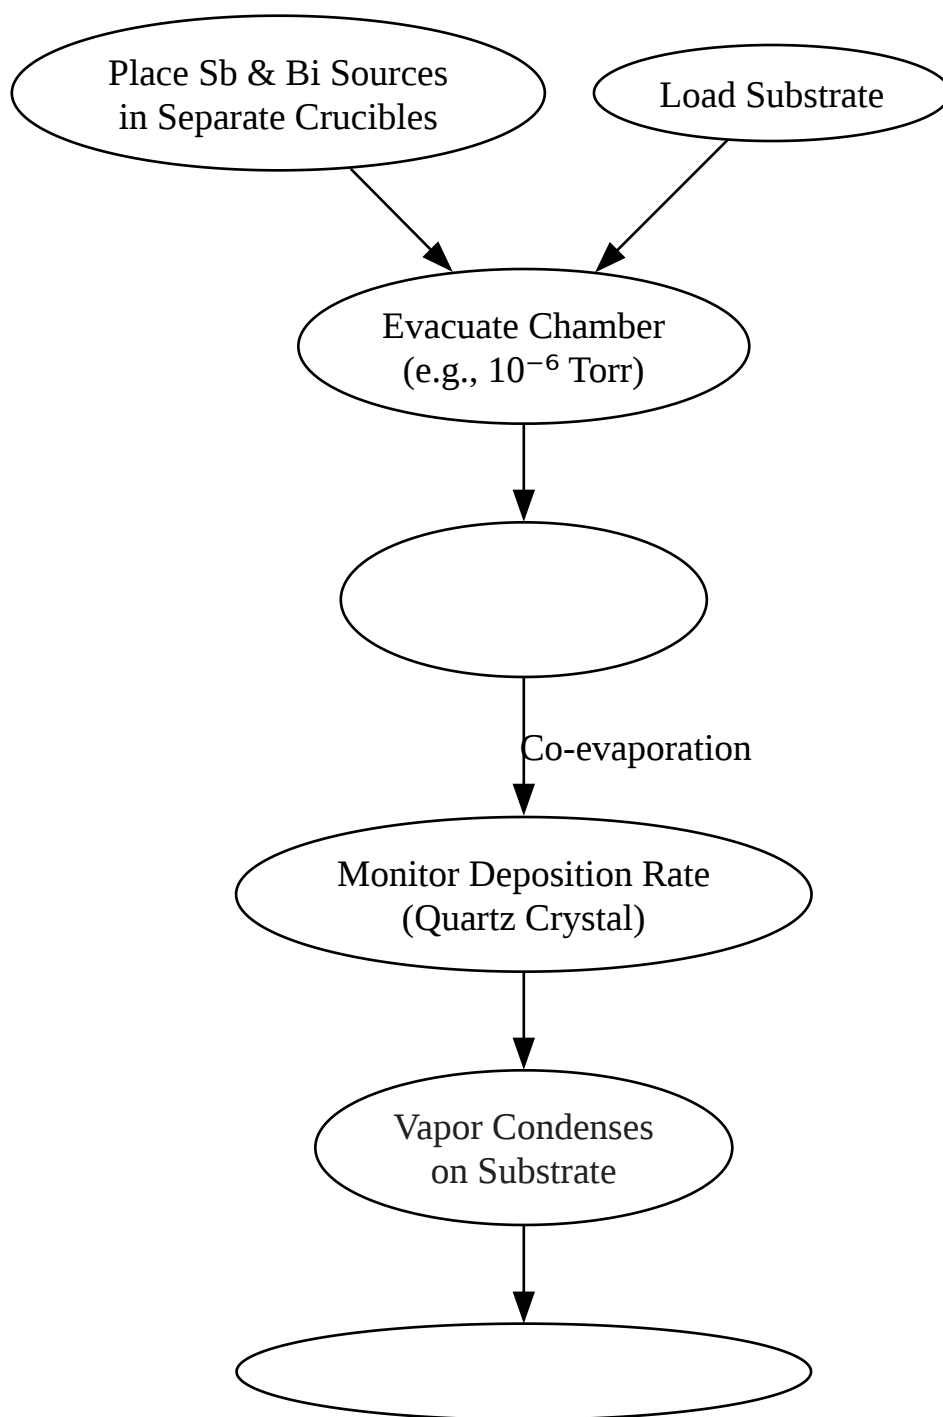 Place Sb & Bi Sources
in Separate Crucibles
Load Substrate
Evacuate Chamber
(e.g., 10⁻⁶ Torr)
Co-evaporation
Monitor Deposition Rate
(Quartz Crystal)
Vapor Condenses
on Substrate